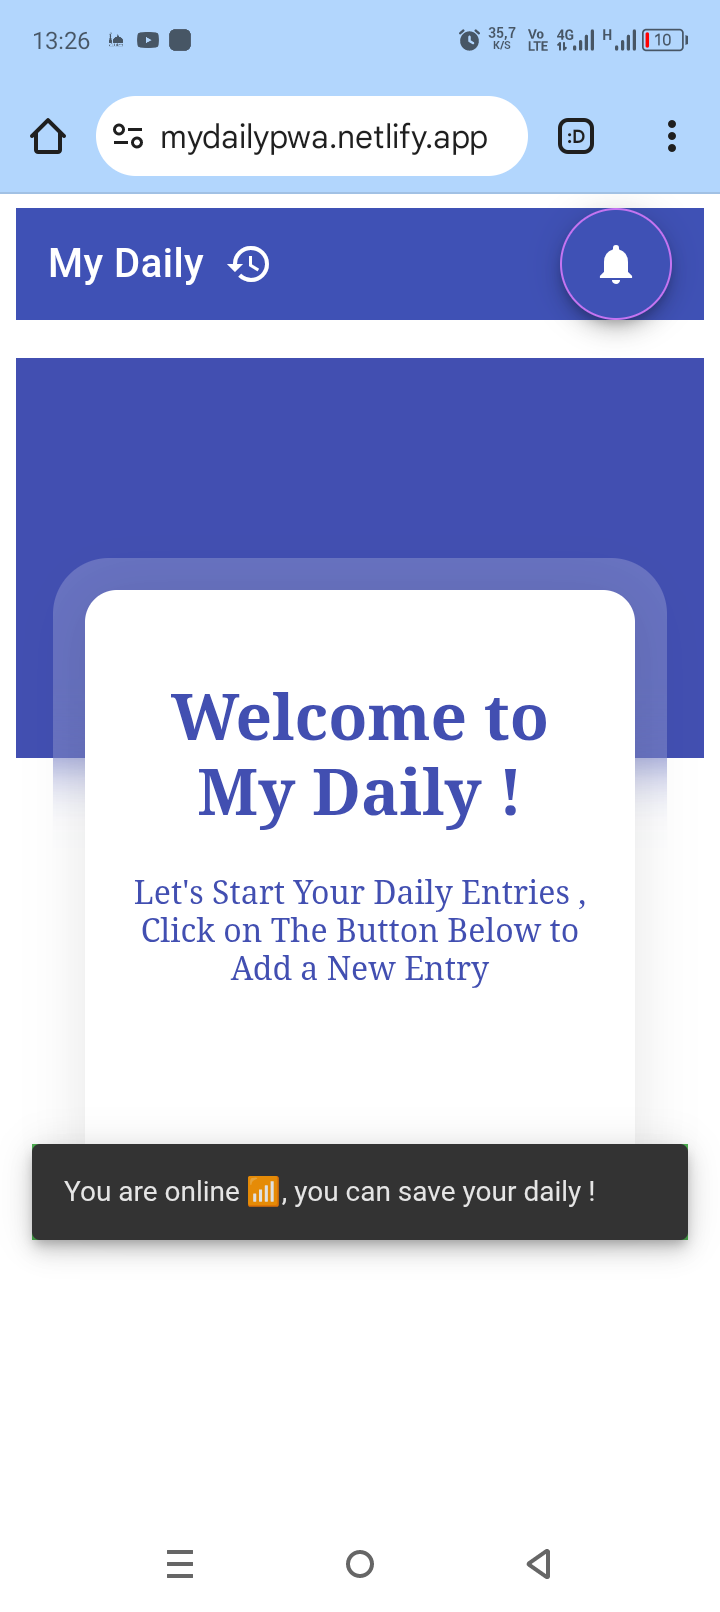 13:26
35,7 K/S
Vo LTE
4G
H
10
mydailypwa.netlify.app
:D
My Daily
Welcome to
My Daily !
Let's Start Your Daily Entries ,
Click on The Button Below to
Add a New Entry
You are online 📶, you can save your daily !